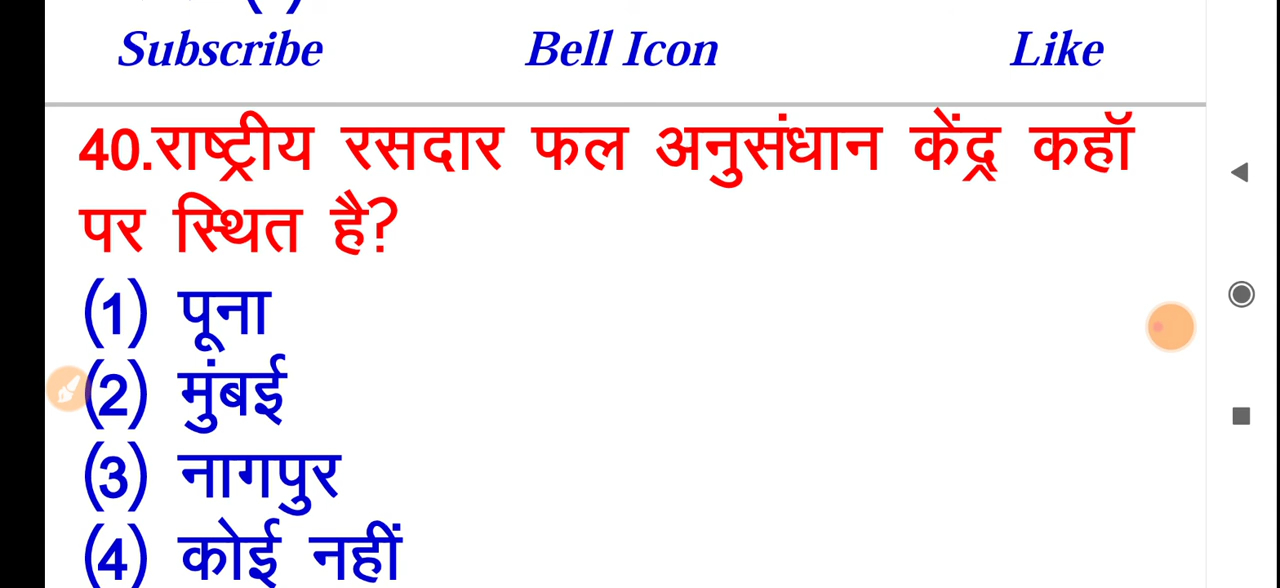 Subscribe Bell Icon Like
40.राष्ट्रीय रसदार फल अनुसंधान केंद्र कहॉ
पर स्थित है?
(1) पूना
(2) मुंबई
(3) नागपुर
(4) कोई नहीं